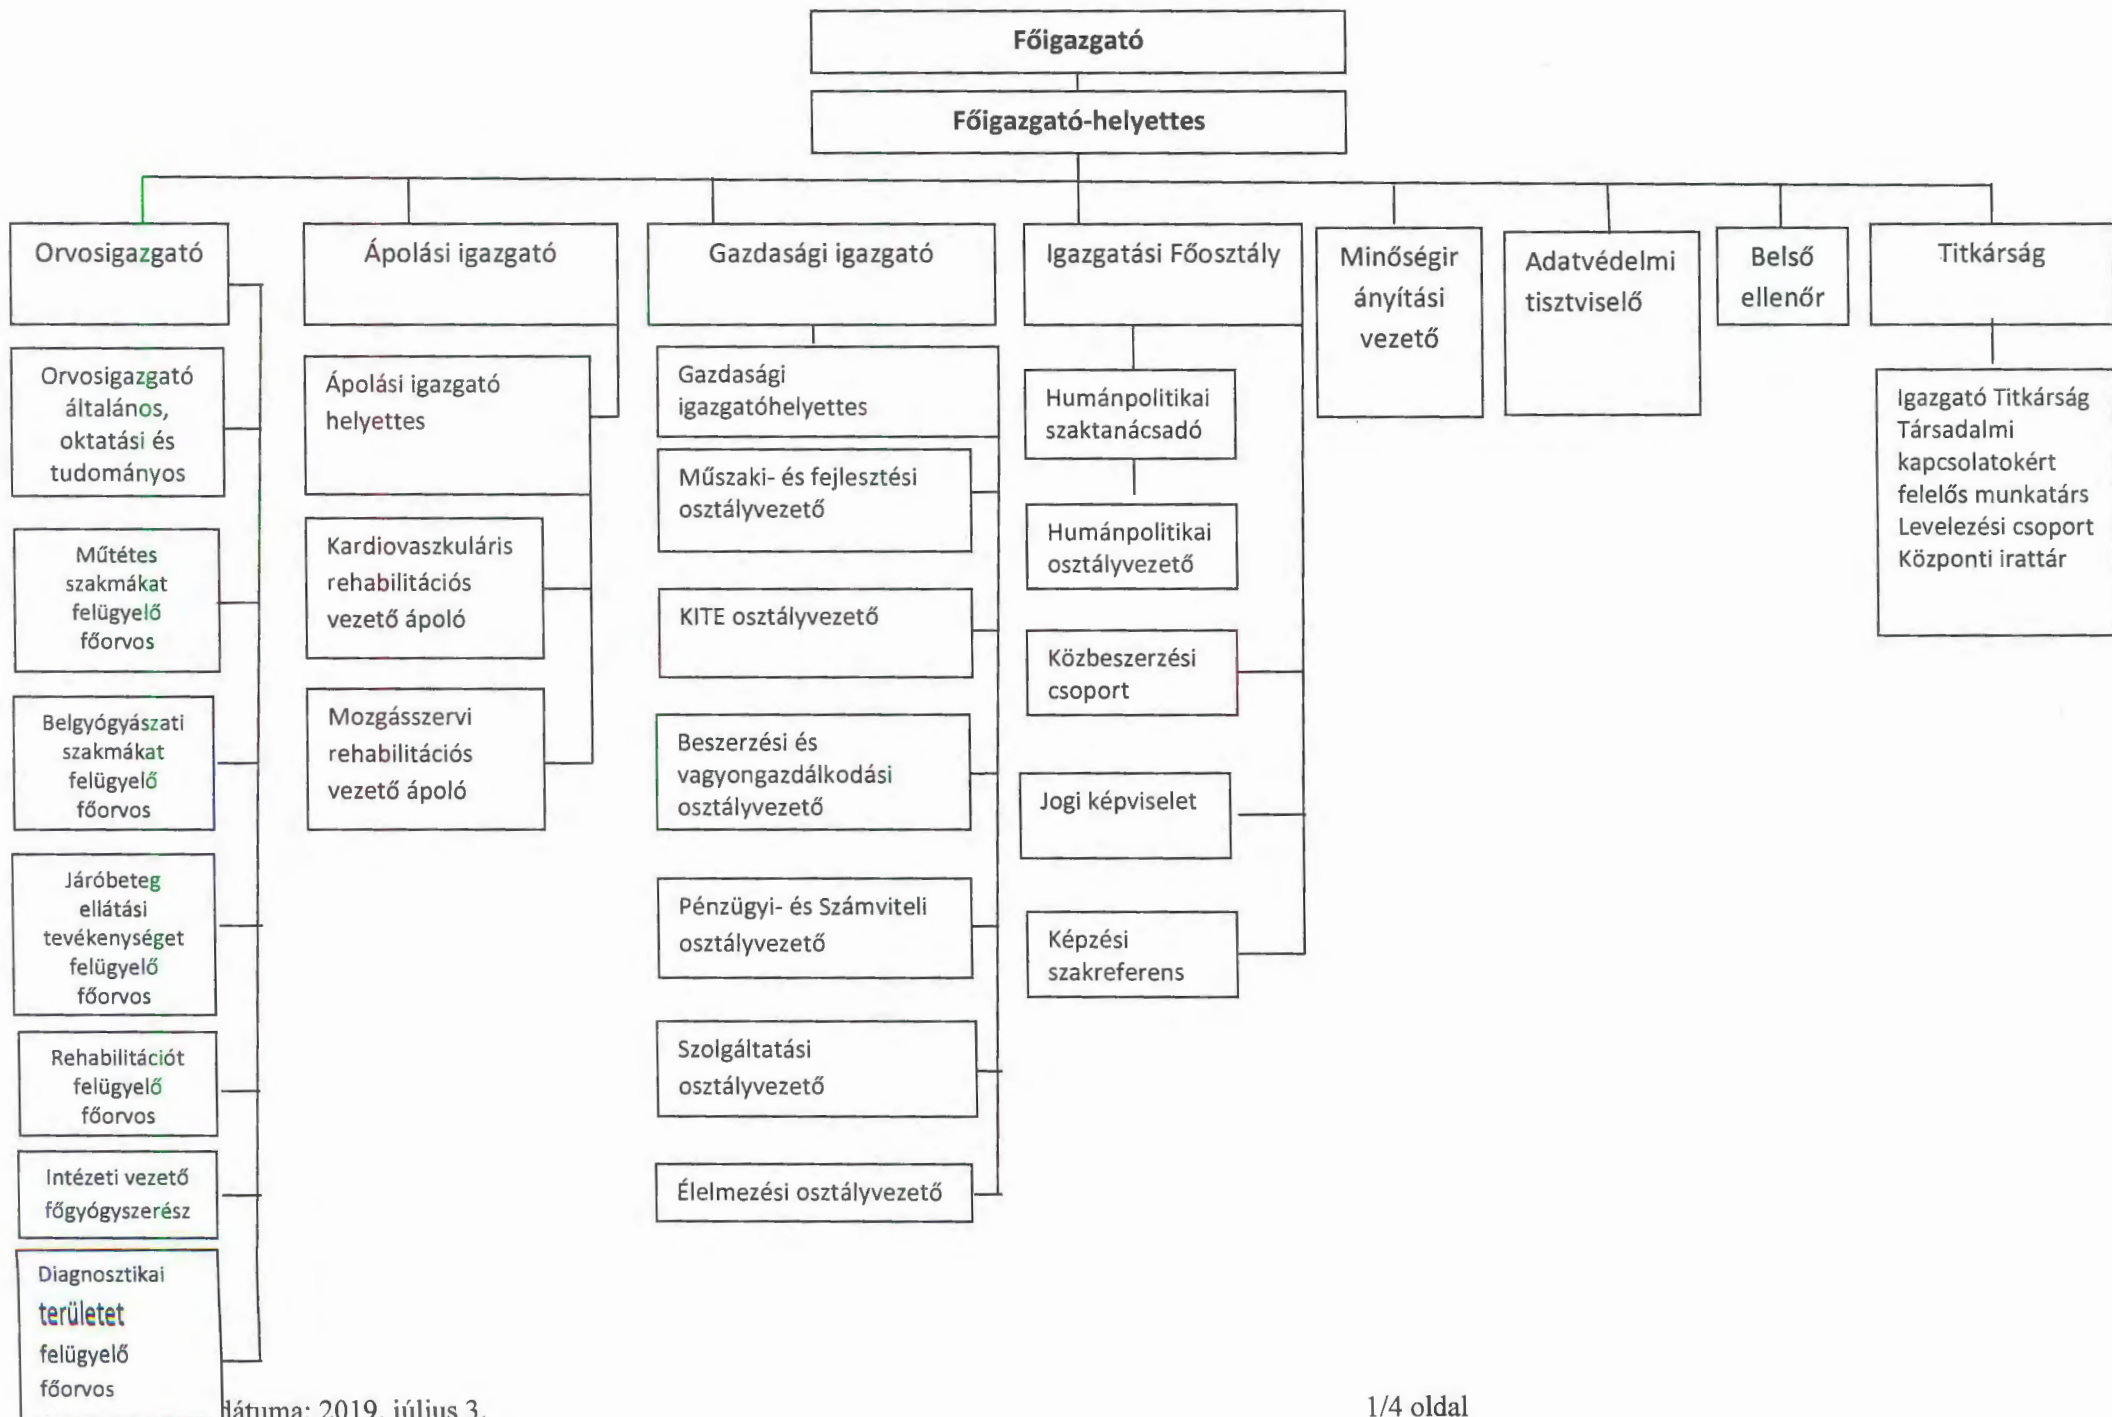 Főigazgató
Főigazgató-helyettes
Orvosigazgató
Orvosigazgató
általános,
oktatási és
tudományos
Műtétes
szakmákat
felügyelő
főorvos
Belgyógyászati
szakmákat
felügyelő
főorvos
Járóbeteg
ellátási
tevékenységet
felügyelő
főorvos
Rehabilitációt
felügyelő
főorvos
Intézeti vezető
főgyógyszerész
Diagnosztikai
területet
felügyelő
főorvos
Ápolási igazgató
Ápolási igazgató
helyettes
Kardiovaszkuláris
rehabilitációs
vezető ápoló
Mozgásszervi
rehabilitációs
vezető ápoló
Gazdasági igazgató
Gazdasági
igazgatóhelyettes
Műszaki- és fejlesztési
osztályvezető
KITE osztályvezető
Beszerzési és
vagyongazdálkodási
osztályvezető
Pénzügyi- és Számviteli
osztályvezető
Szolgáltatási
osztályvezető
Élelmezési osztályvezető
Igazgatási Főosztály
Humánpolitikai
szaktanácsadó
Humánpolitikai
osztályvezető
Közbeszerzési
csoport
Jogi képviselet
Képzési
szakreferens
Minőségir
ányítási
vezető
Adatvédelmi
tisztviselő
Belső
ellenőr
Titkárság
Igazgató Titkárság
Társadalmi
kapcsolatokért
felelős munkatárs
Levelezési csoport
Központi irattár
dátuma: 2019. július 3.
1/4 oldal